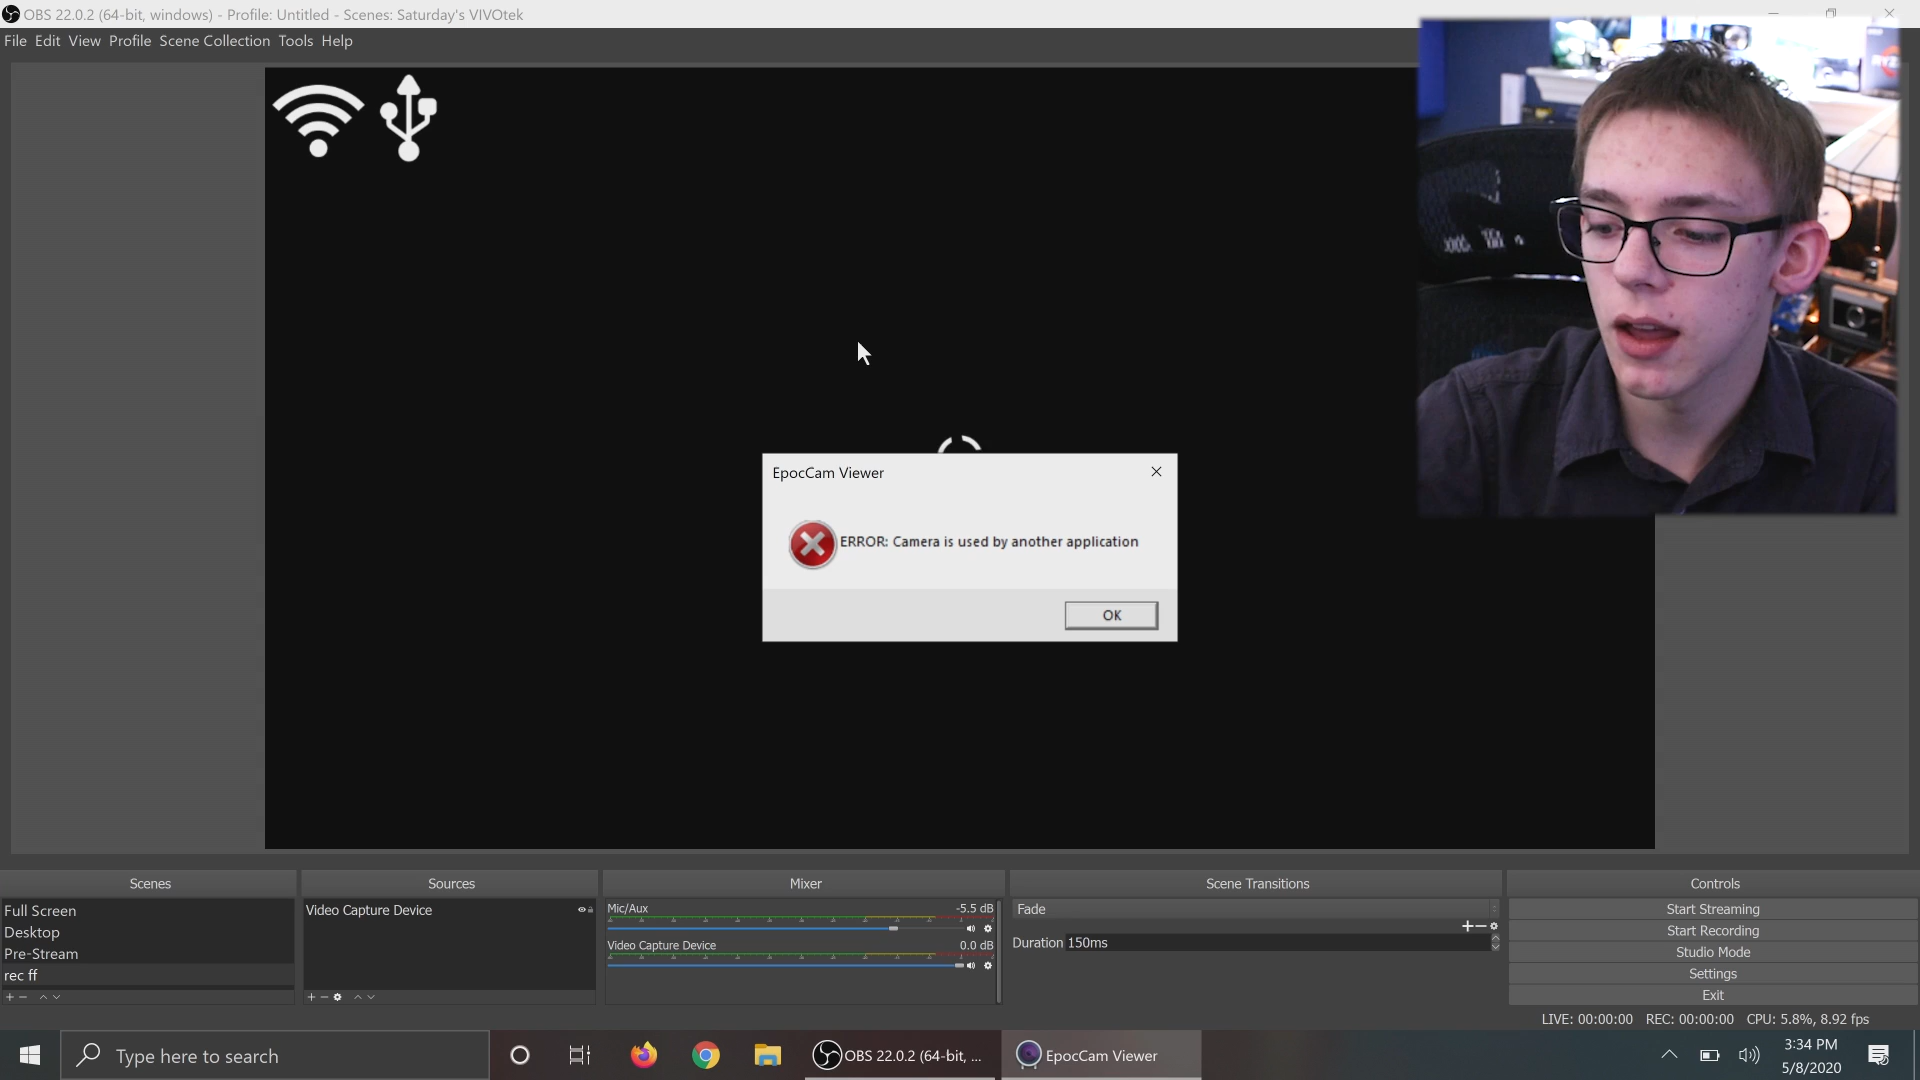 OBS 22.0.2 (64-bit, windows) - Profile: Untitled - Scenes: Saturday's VIVOtek
File Edit View Profile Scene Collection Tools Help
EpocCam Viewer
ERROR: Camera is used by another application
OK
Scenes
Full Screen
Desktop
Pre-Stream
rec ff
Sources
Video Capture Device
Mixer
Mic/Aux -5.5 dB
Video Capture Device 0.0 dB
Scene Transitions
Fade
Duration 150ms
Controls
Start Streaming
Start Recording
Studio Mode
Settings
Exit
LIVE: 00:00:00 REC: 00:00:00 CPU: 5.8%, 8.92 fps
Type here to search
OBS 22.0.2 (64-bit, ...
EpocCam Viewer
3:34 PM
5/8/2020